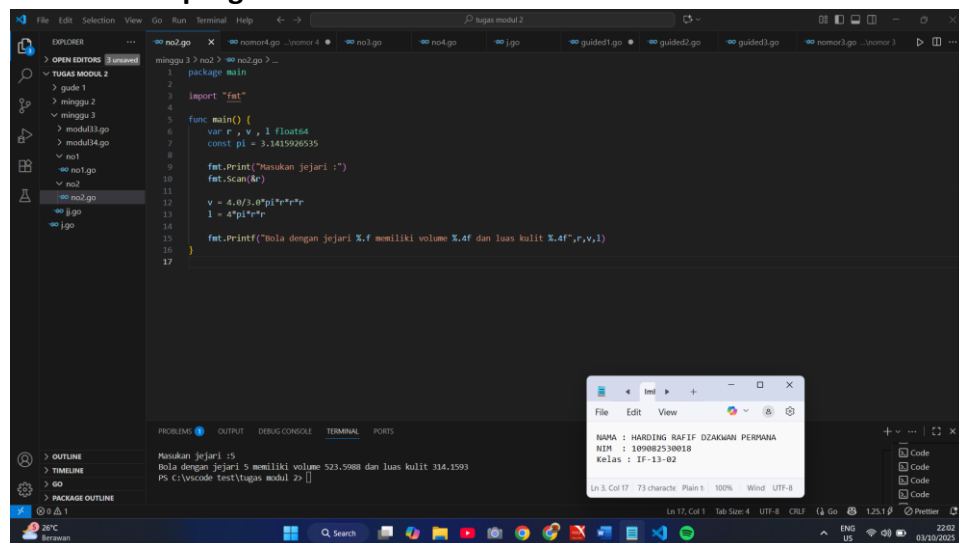 File Edit Selection View Go Run Terminal Help
tugas modul 2
EXPLORER
no2.go
nomor4.go ...\nomor 4
no3.go
no4.go
j.go
guided1.go
guided2.go
guided3.go
nomor3.go ...\nomor 3
OPEN EDITORS 3 unsaved
TUGAS MODUL 2
gude 1
minggu 2
minggu 3
modul33.go
modul34.go
no1
no1.go
no2
no2.go
jj.go
j.go
OUTLINE
TIMELINE
GO
PACKAGE OUTLINE
minggu 3 > no2 > no2.go > ...
1 package main
2
3 import "fmt"
4
5 func main() {
6 var r , v , l float64
7 const pi = 3.1415926535
8
9 fmt.Print("Masukan jejari :")
10 fmt.Scan(&r)
11
12 v = 4.0/3.0*pi*r*r*r
13 l = 4*pi*r*r
14
15 fmt.Printf("Bola dengan jejari %.f memiliki volume %.4f dan luas kulit %.4f",r,v,l)
16 }
17
PROBLEMS 1 OUTPUT DEBUG CONSOLE TERMINAL PORTS
Masukan jejari :5
Bola dengan jejari 5 memiliki volume 523.5988 dan luas kulit 314.1593
PS C:\vscode test\tugas modul 2>
Code
Code
Code
Code
File Edit View
NAMA : HARDING RAFIF DZAKWAN PERMANA
NIM : 109082530018
Kelas : IF-13-02
Ln 3, Col 17 73 characte Plain t 100% Wind UTF-8
0 1
Ln 17, Col 1 Tab Size: 4 UTF-8 CRLF Go 1.25.1 Prettier
26°C
Berawan
Search
ENG
US
22:02
03/10/2025